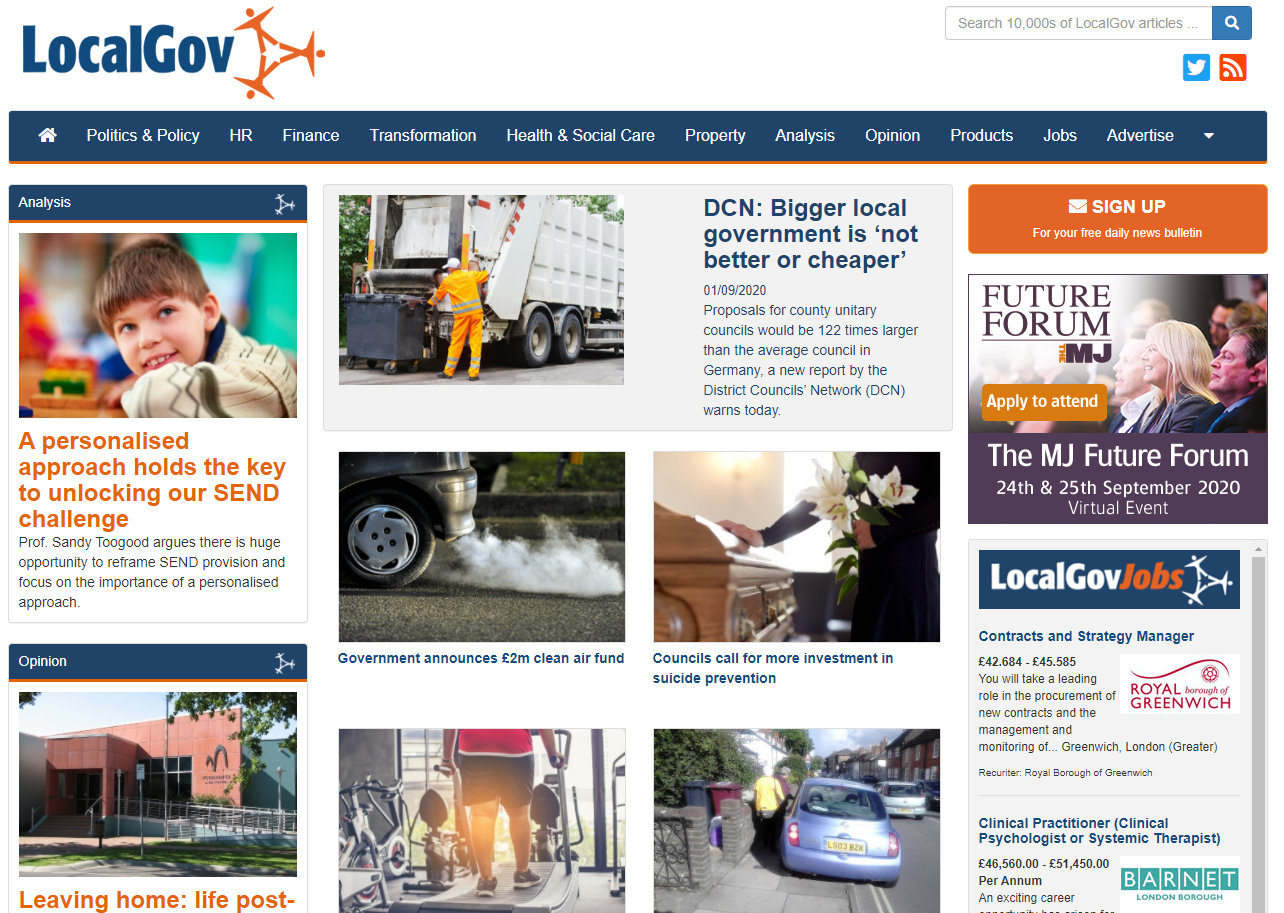 LocalGov
Search 10,000s of LocalGov articles ...
Politics & Policy
HR
Finance
Transformation
Health & Social Care
Property
Analysis
Opinion
Products
Jobs
Advertise
Analysis
A personalised
approach holds the key
to unlocking our SEND
challenge
Prof. Sandy Toogood argues there is huge
opportunity to reframe SEND provision and
focus on the importance of a personalised
approach.
Opinion
Leaving home: life post-
DCN: Bigger local
government is ‘not
better or cheaper’
01/09/2020
Proposals for county unitary
councils would be 122 times larger
than the average council in
Germany, a new report by the
District Councils’ Network (DCN)
warns today.
Government announces £2m clean air fund
Councils call for more investment in
suicide prevention
LS03 BZK
SIGN UP
For your free daily news bulletin
FUTURE
FORUM
THE MJ
Apply to attend
The MJ Future Forum
24th & 25th September 2020
Virtual Event
LocalGovJobs
Contracts and Strategy Manager
£42.684 - £45.585
You will take a leading
role in the procurement of
new contracts and the
management and
monitoring of... Greenwich, London (Greater)
ROYAL borough of
GREENWICH
Recuriter: Royal Borough of Greenwich
Clinical Practitioner (Clinical
Psychologist or Systemic Therapist)
£46,560.00 - £51,450.00
Per Annum
An exciting career
opportunity has arisen for
BARNET
LONDON BOROUGH